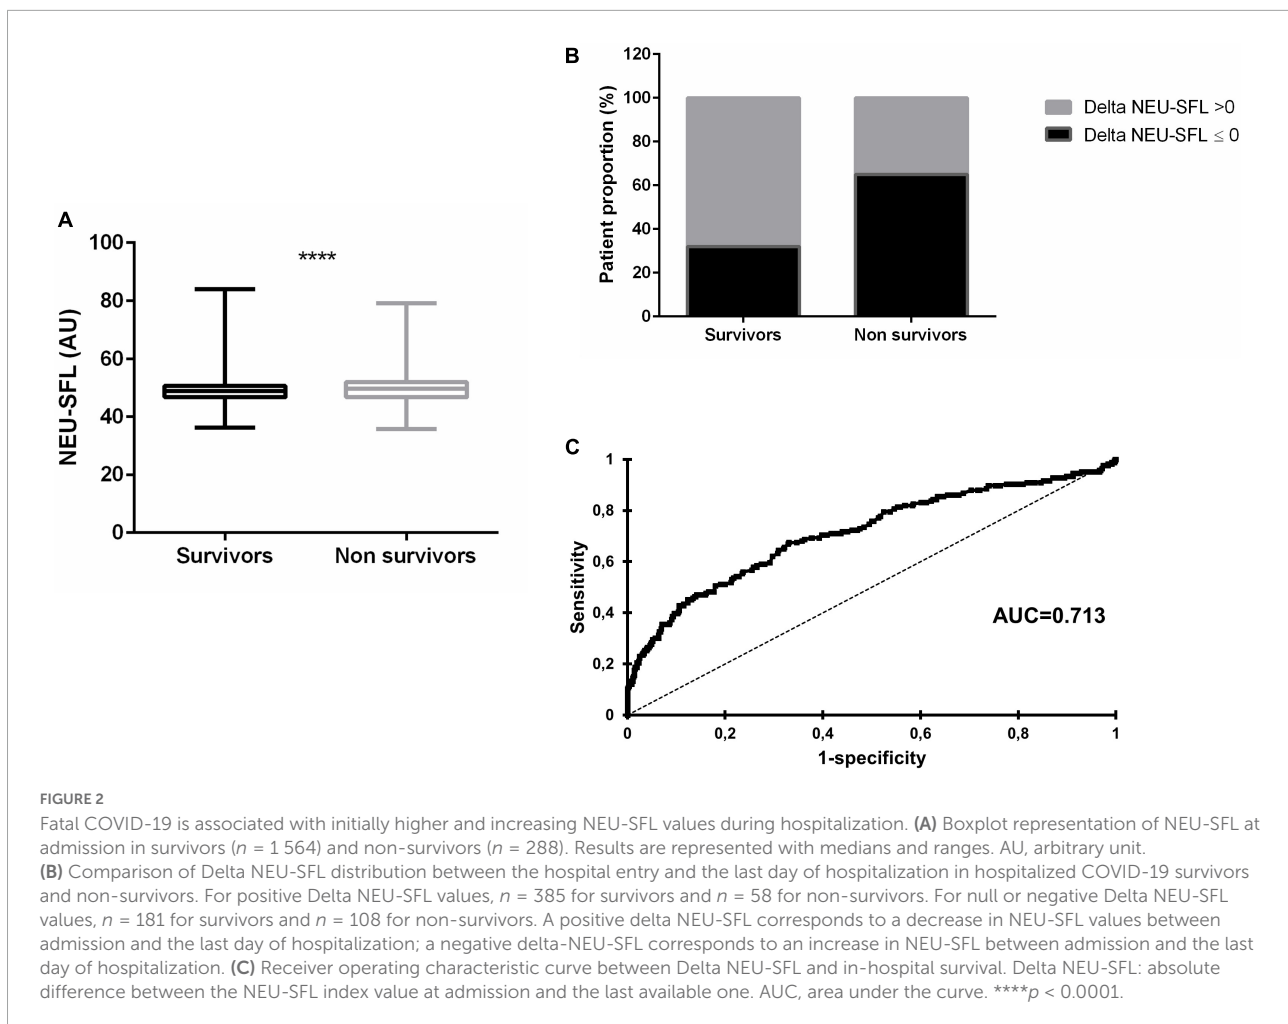 A
100
80
60
40
20
0
NEU-SFL (AU)
****
Survivors
Non survivors
B
120
100
80
60
40
20
0
Patient proportion (%)
Survivors
Non survivors
Delta NEU-SFL >0
Delta NEU-SFL ≤ 0
C
1
0,8
0,6
0,4
0,2
0
Sensitivity
AUC=0.713
0
0,2
0,4
0,6
0,8
1
1-specificity
FIGURE 2
Fatal COVID-19 is associated with initially higher and increasing NEU-SFL values during hospitalization. (A) Boxplot representation of NEU-SFL at
admission in survivors (n = 1 564) and non-survivors (n = 288). Results are represented with medians and ranges. AU, arbitrary unit.
(B) Comparison of Delta NEU-SFL distribution between the hospital entry and the last day of hospitalization in hospitalized COVID-19 survivors
and non-survivors. For positive Delta NEU-SFL values, n = 385 for survivors and n = 58 for non-survivors. For null or negative Delta NEU-SFL
values, n = 181 for survivors and n = 108 for non-survivors. A positive delta NEU-SFL corresponds to a decrease in NEU-SFL values between
admission and the last day of hospitalization; a negative delta-NEU-SFL corresponds to an increase in NEU-SFL between admission and the last
day of hospitalization. (C) Receiver operating characteristic curve between Delta NEU-SFL and in-hospital survival. Delta NEU-SFL: absolute
difference between the NEU-SFL index value at admission and the last available one. AUC, area under the curve. ****p < 0.0001.